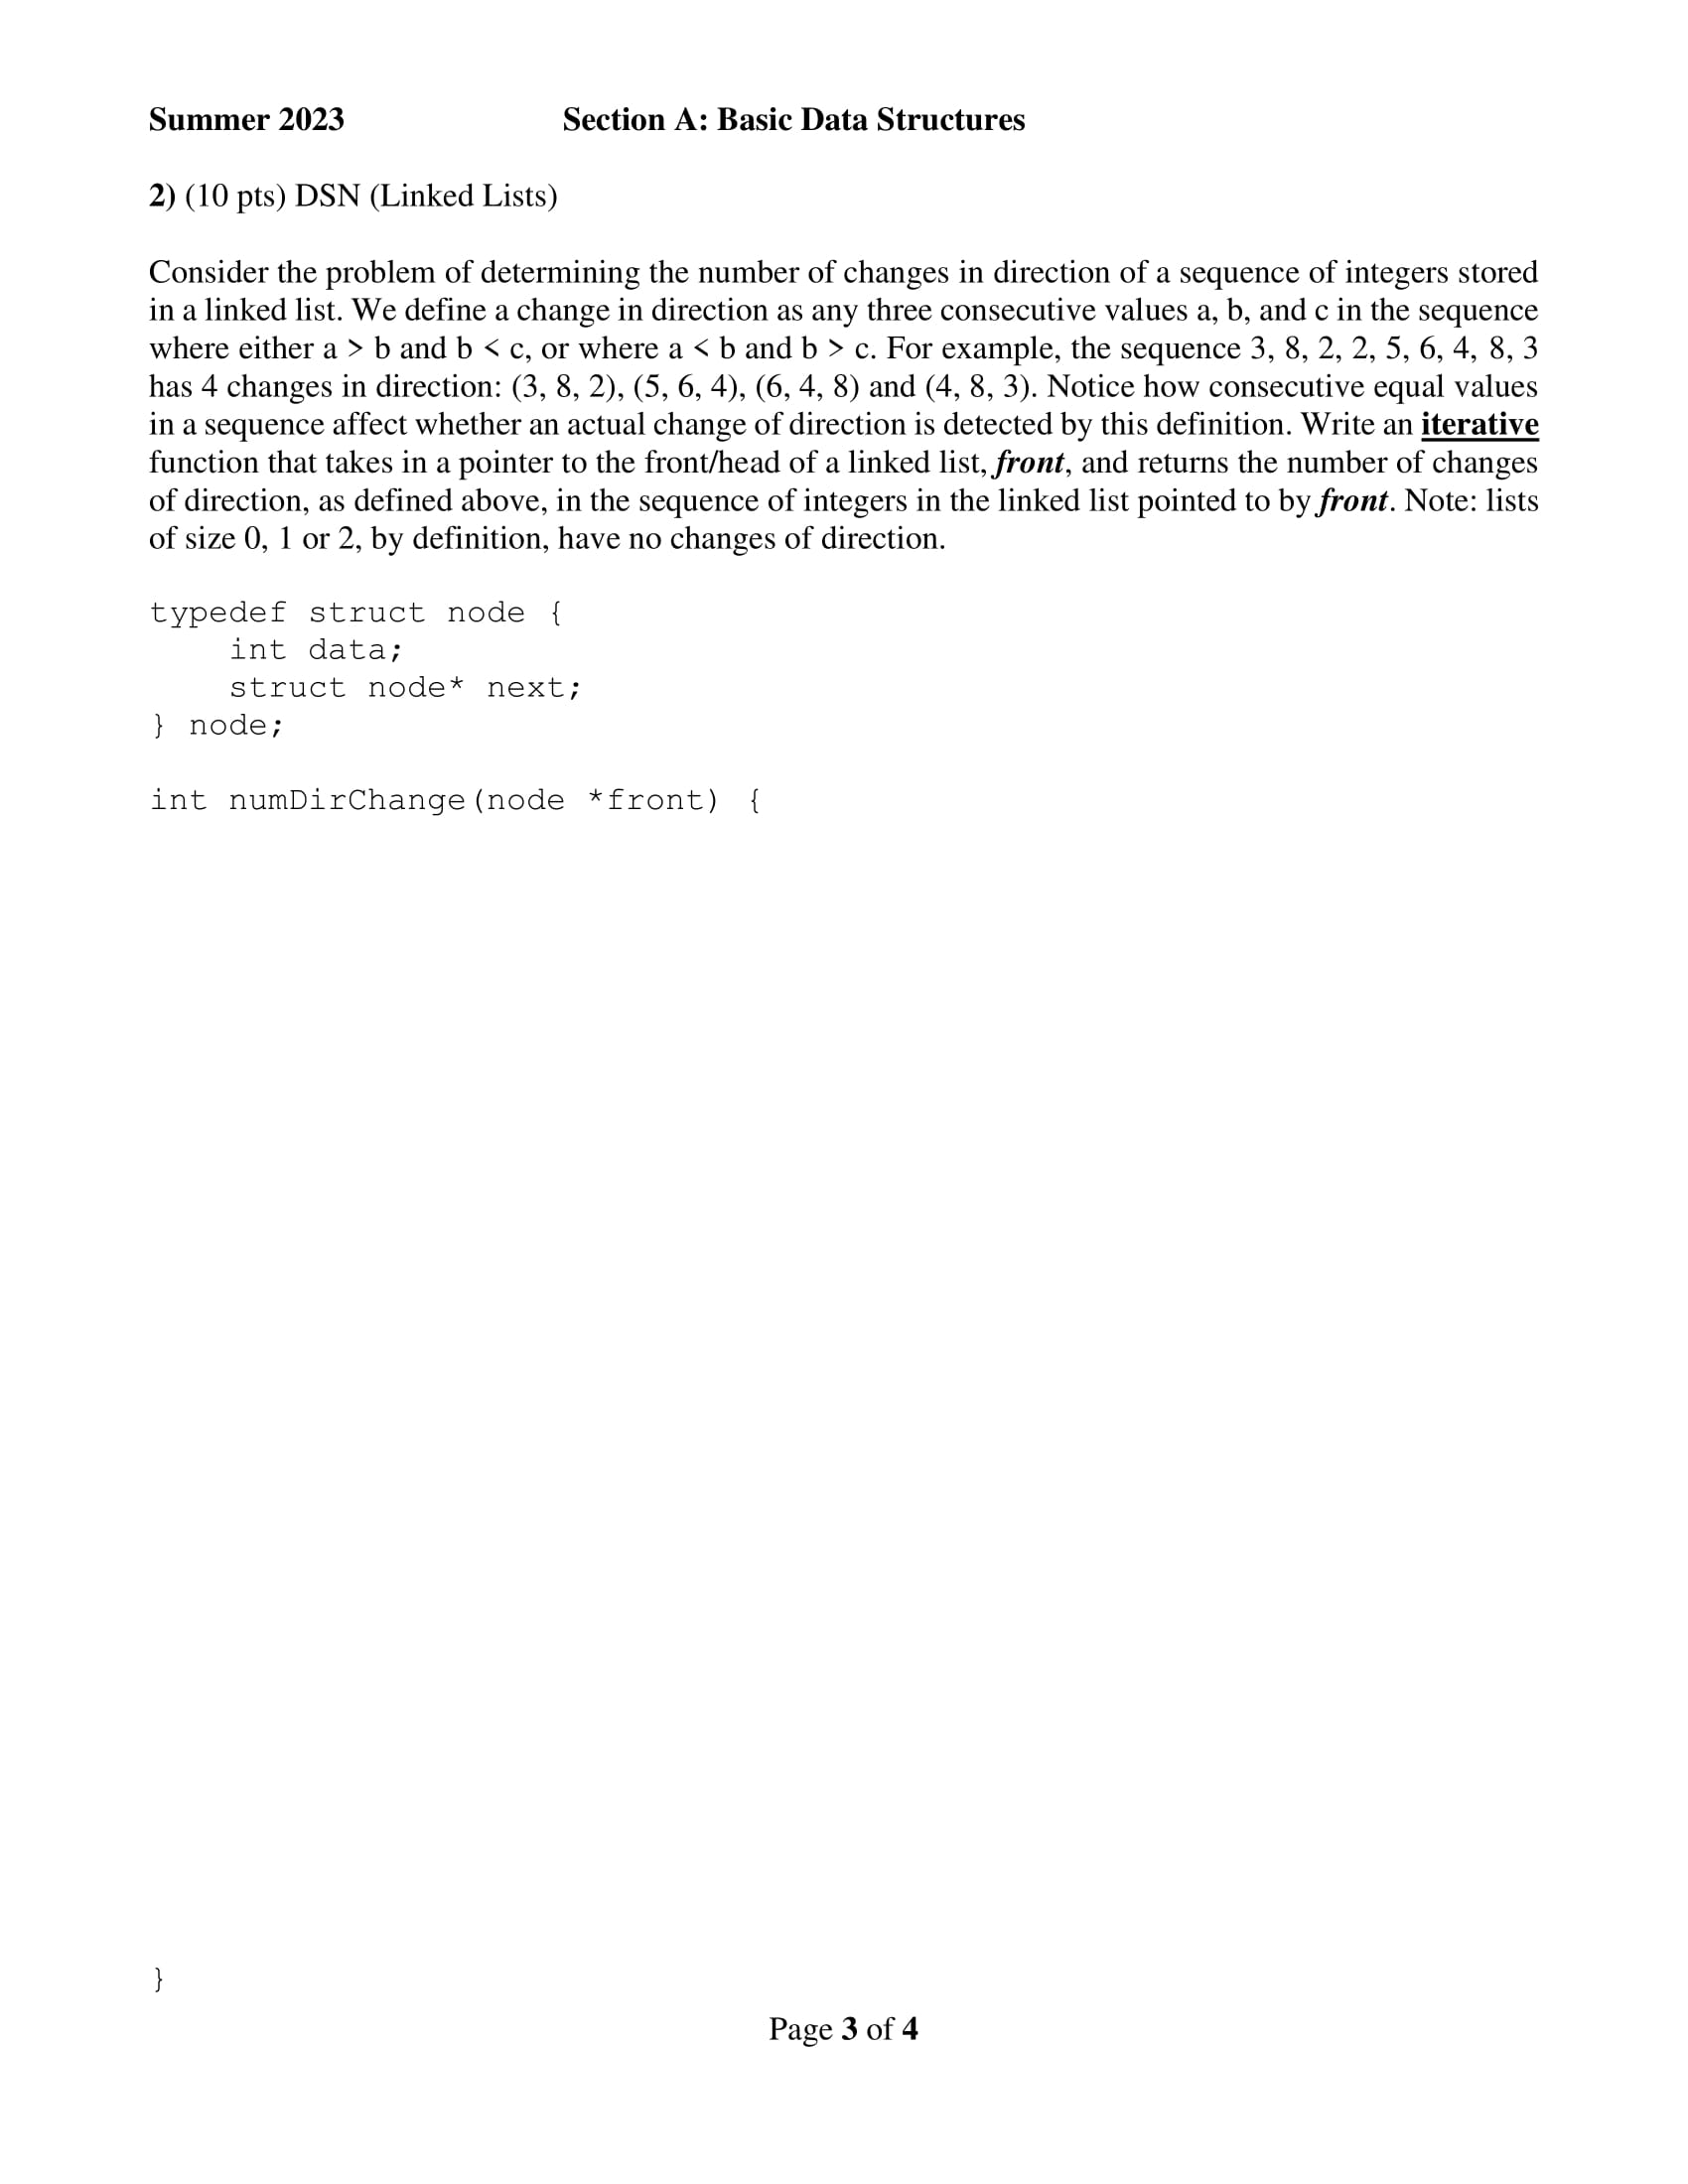 Summer 2023 Section A: Basic Data Structures
2) (10 pts) DSN (Linked Lists)
Consider the problem of determining the number of changes in direction of a sequence of integers stored
in a linked list. We define a change in direction as any three consecutive values a, b, and c in the sequence
where either a > b and b < c, or where a < b and b > c. For example, the sequence 3, 8, 2, 2, 5, 6, 4, 8, 3
has 4 changes in direction: (3, 8, 2), (5, 6, 4), (6, 4, 8) and (4, 8, 3). Notice how consecutive equal values
in a sequence affect whether an actual change of direction is detected by this definition. Write an iterative
function that takes in a pointer to the front/head of a linked list, front, and returns the number of changes
of direction, as defined above, in the sequence of integers in the linked list pointed to by front. Note: lists
of size 0, 1 or 2, by definition, have no changes of direction.
typedef struct node {
    int data;
    struct node* next;
} node;
int numDirChange(node *front) {
}
Page 3 of 4